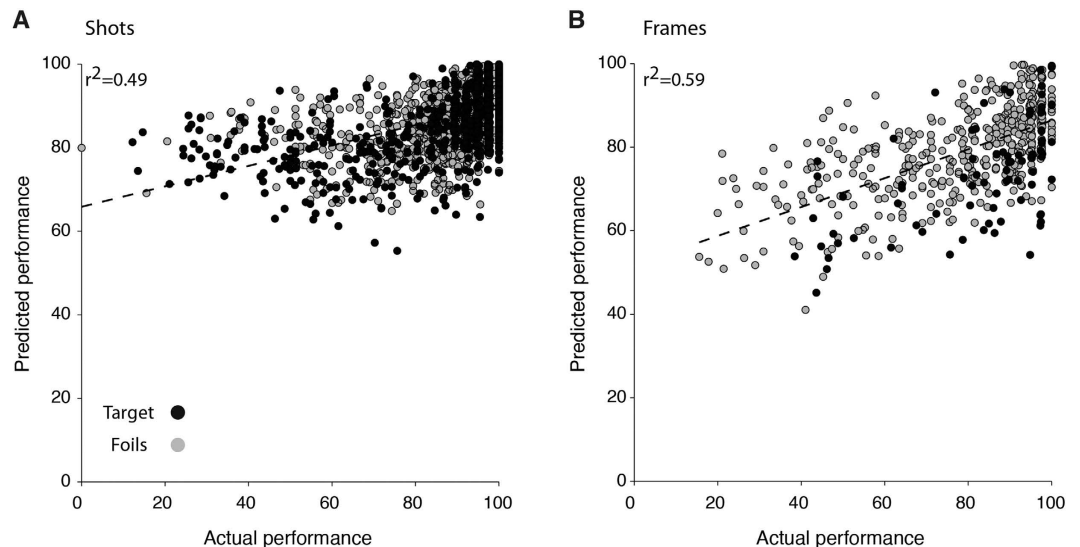 A
Shots
r²=0.49
100
80
60
40
20
0
Predicted performance
Target
Foils
0
20
40
60
80
100
Actual performance
B
Frames
r²=0.59
100
80
60
40
20
0
Predicted performance
0
20
40
60
80
100
Actual performance